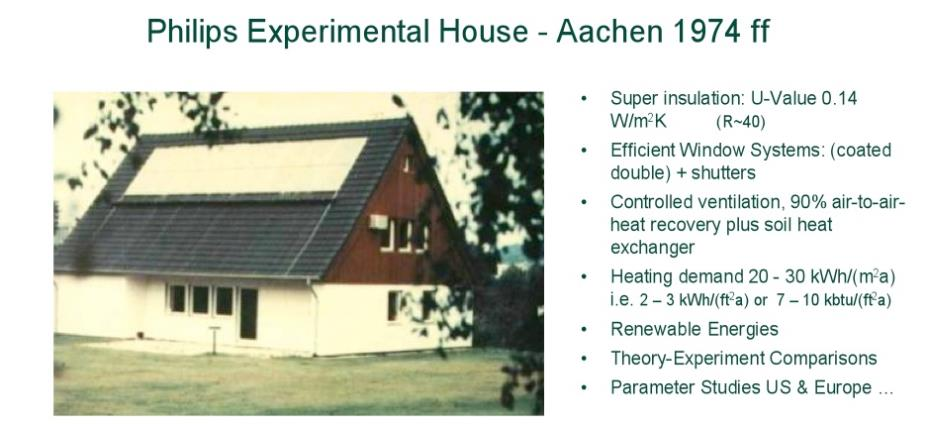 Philips Experimental House - Aachen 1974 ff
• Super insulation: U-Value 0.14
W/m²K (R~40)
• Efficient Window Systems: (coated
double) + shutters
• Controlled ventilation, 90% air-to-air-
heat recovery plus soil heat
exchanger
• Heating demand 20 - 30 kWh/(m²a)
i.e. 2 – 3 kWh/(ft²a) or 7 – 10 kbtu/(ft²a)
• Renewable Energies
• Theory-Experiment Comparisons
• Parameter Studies US & Europe ...